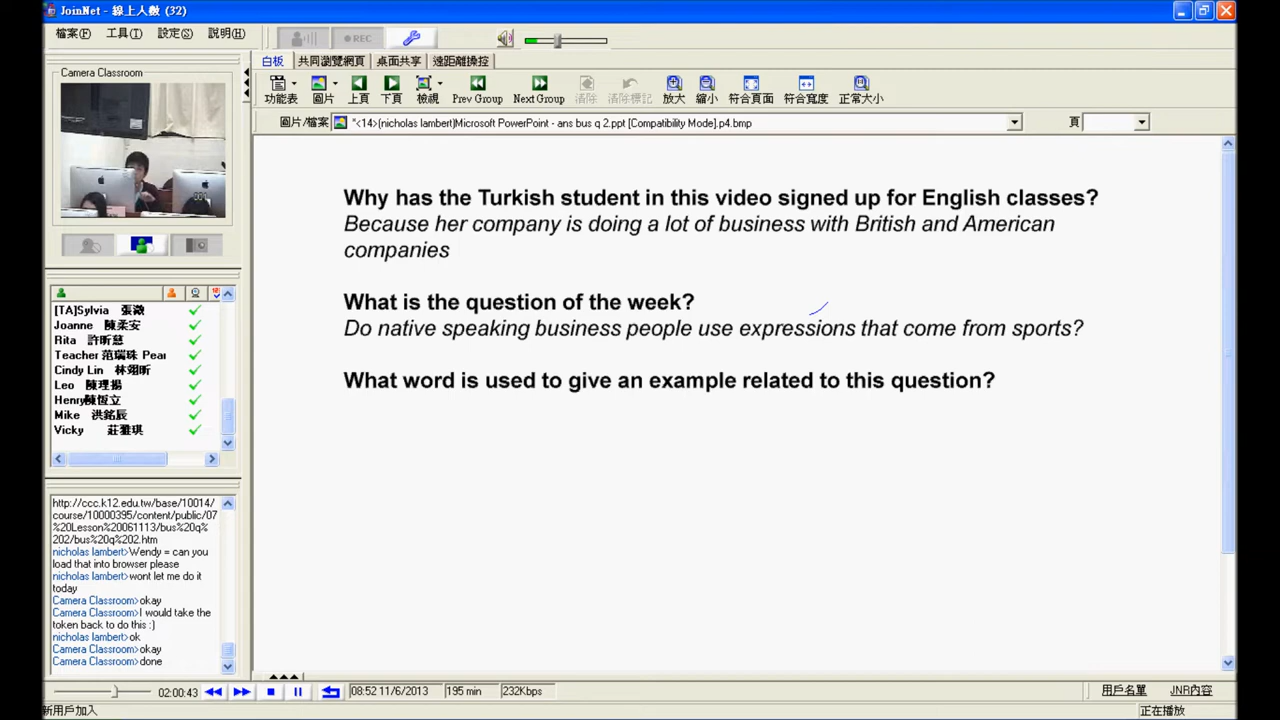 JoinNet - 線上人數 (32)
檔案(F) 工具(T) 設定(S) 說明(H) REC
Camera Classroom
白板 共同瀏覽網頁 桌面共享 遠距離操控
功能表 圖片 上頁 下頁 檢視 Prev Group Next Group 清除 清除標記 放大 縮小 符合頁面 符合寬度 正常大小
圖片/檔案 "<14>(nicholas lambert)Microsoft PowerPoint - ans bus q 2.ppt [Compatibility Mode].p4.bmp 頁
Why has the Turkish student in this video signed up for English classes?
Because her company is doing a lot of business with British and American
companies
What is the question of the week?
Do native speaking business people use expressions that come from sports?
What word is used to give an example related to this question?
[TA]Sylvia 張瀓
Joanne 陳柔安
Rita 許昕慈
Teacher 范瑞珠 Pear
Cindy Lin 林翊昕
Leo 陳理揚
Henry陳恆立
Mike 洪銘辰
Vicky 莊雅琪
http://ccc.k12.edu.tw/base/10014/
course/10000395/content/public/07
%20Lesson%20061113/bus%20q%
202/bus%20q%202.htm
nicholas lambert>Wendy = can you
load that into browser please
nicholas lambert>wont let me do it
today
Camera Classroom>okay
Camera Classroom>I would take the
token back to do this :)
nicholas lambert>ok
Camera Classroom>okay
Camera Classroom>done
02:00:43 08:52 11/6/2013 195 min 232Kbps 用戶名單 JNR內容
新用戶加入 正在播放